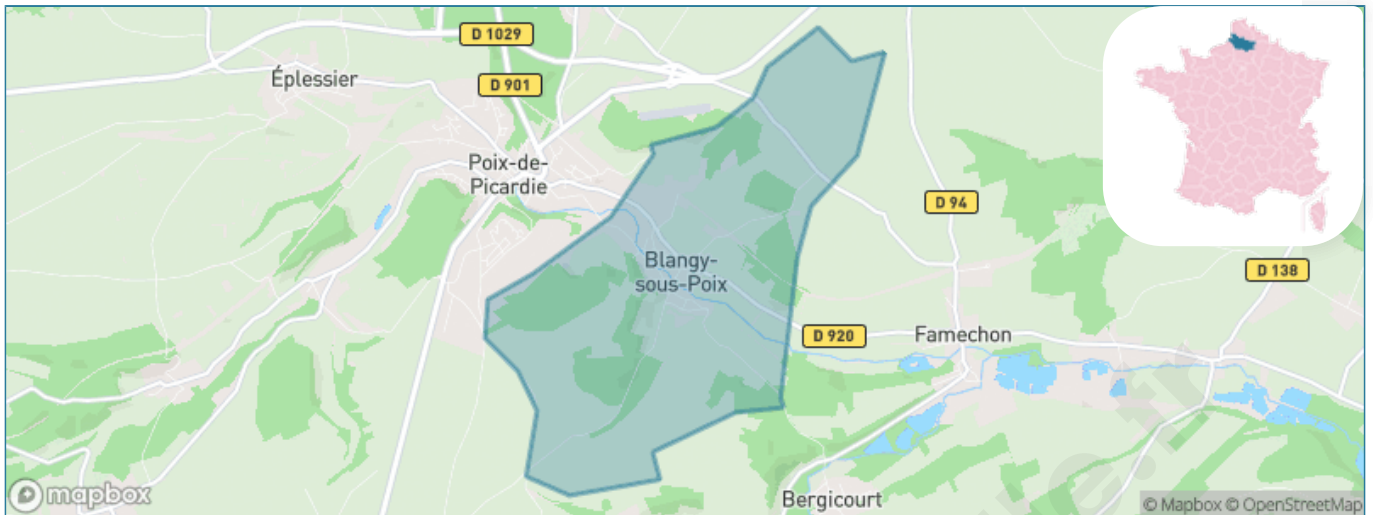 D 1029
Éplessier
D 901
Poix-de-
Picardie
D 94
Blangy-
sous-Poix
D 138
D 920
Famechon
Bergicourt
mapbox
© Mapbox © OpenStreetMap